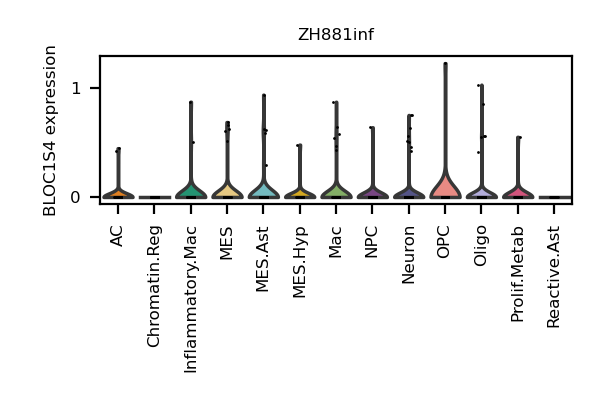 ZH881inf
BLOC1S4 expression
1
0
AC
Chromatin.Reg
Inflammatory.Mac
MES
MES.Ast
MES.Hyp
Mac
NPC
Neuron
OPC
Oligo
Prolif.Metab
Reactive.Ast